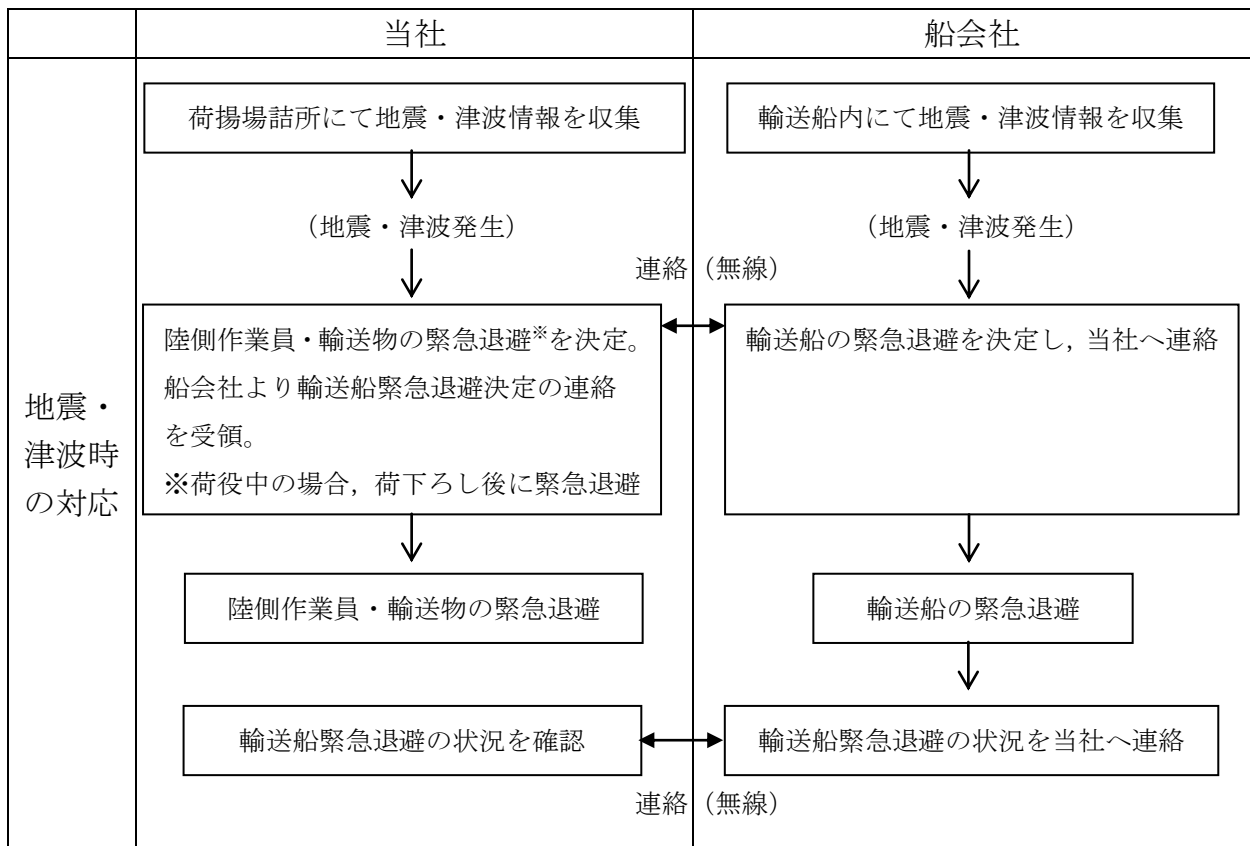 当社
船会社
地震・
津波時
の対応
荷揚場詰所にて地震・津波情報を収集
輸送船内にて地震・津波情報を収集
（地震・津波発生）
（地震・津波発生）
連絡（無線）
陸側作業員・輸送物の緊急退避※を決定。
船会社より輸送船緊急退避決定の連絡
を受領。
※荷役中の場合，荷下ろし後に緊急退避
輸送船の緊急退避を決定し，当社へ連絡
陸側作業員・輸送物の緊急退避
輸送船の緊急退避
輸送船緊急退避の状況を確認
輸送船緊急退避の状況を当社へ連絡
連絡（無線）